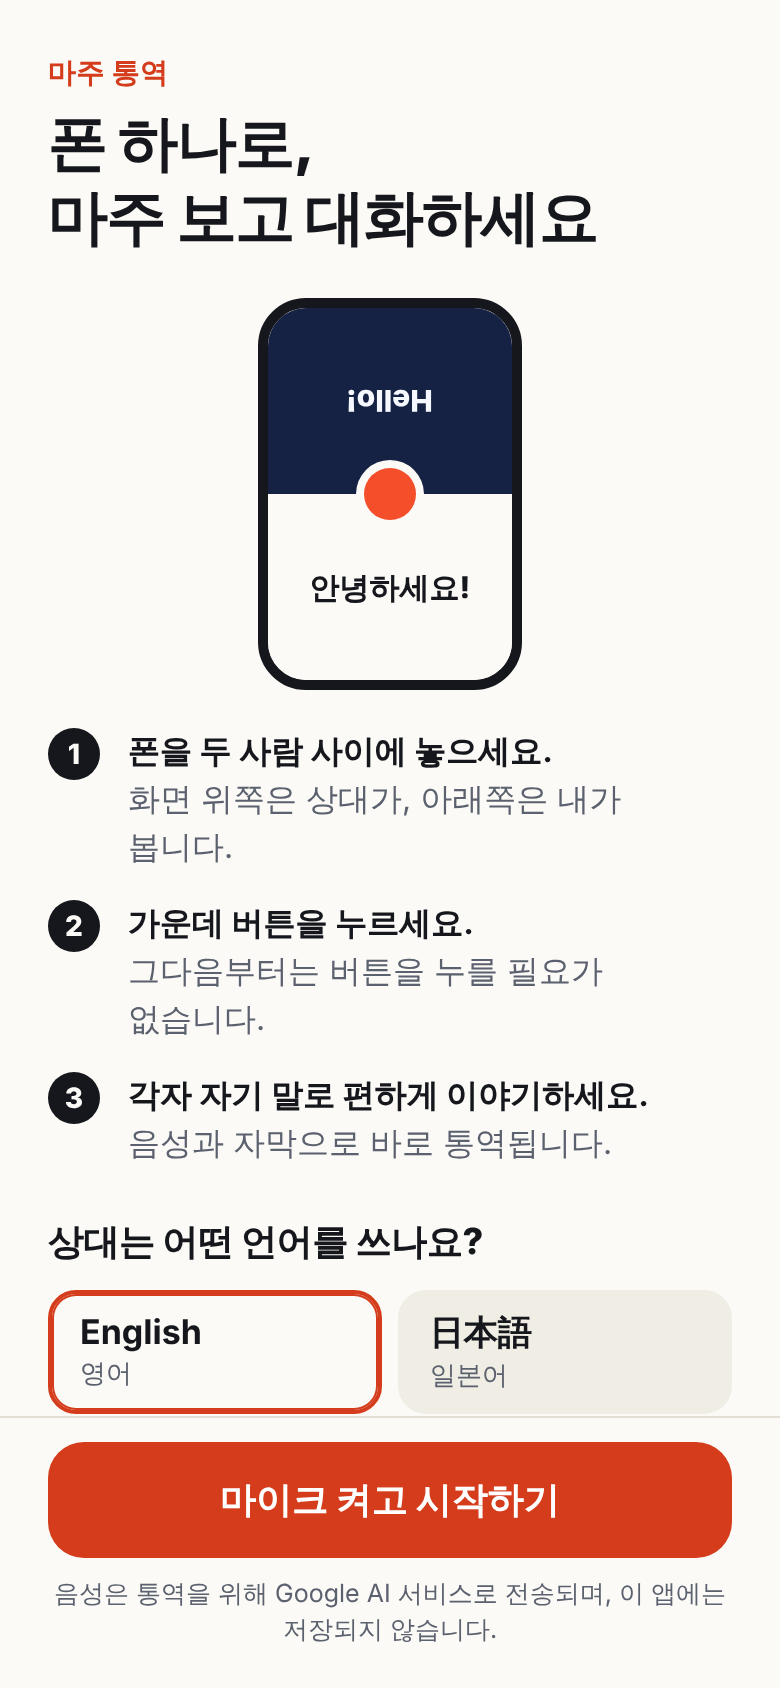 마주 통역
폰 하나로,
마주 보고 대화하세요
Hello!
안녕하세요!
1
폰을 두 사람 사이에 놓으세요.
화면 위쪽은 상대가, 아래쪽은 내가
봅니다.
2
가운데 버튼을 누르세요.
그다음부터는 버튼을 누를 필요가
없습니다.
3
각자 자기 말로 편하게 이야기하세요.
음성과 자막으로 바로 통역됩니다.
상대는 어떤 언어를 쓰나요?
English
영어
日本語
일본어
마이크 켜고 시작하기
음성은 통역을 위해 Google AI 서비스로 전송되며, 이 앱에는
저장되지 않습니다.